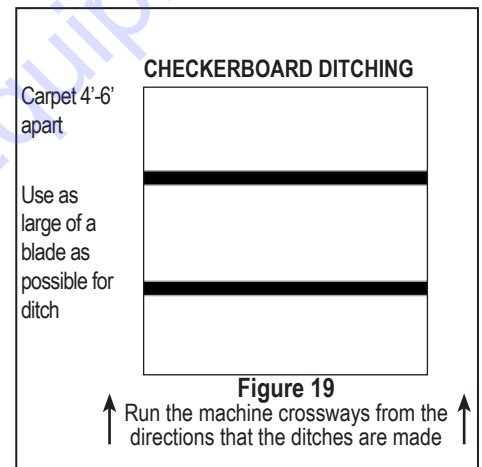 CHECKERBOARD DITCHING
Carpet 4'-6'
apart
Use as
large of a
blade as
possible for
ditch
Figure 19
Run the machine crossways from the
directions that the ditches are made